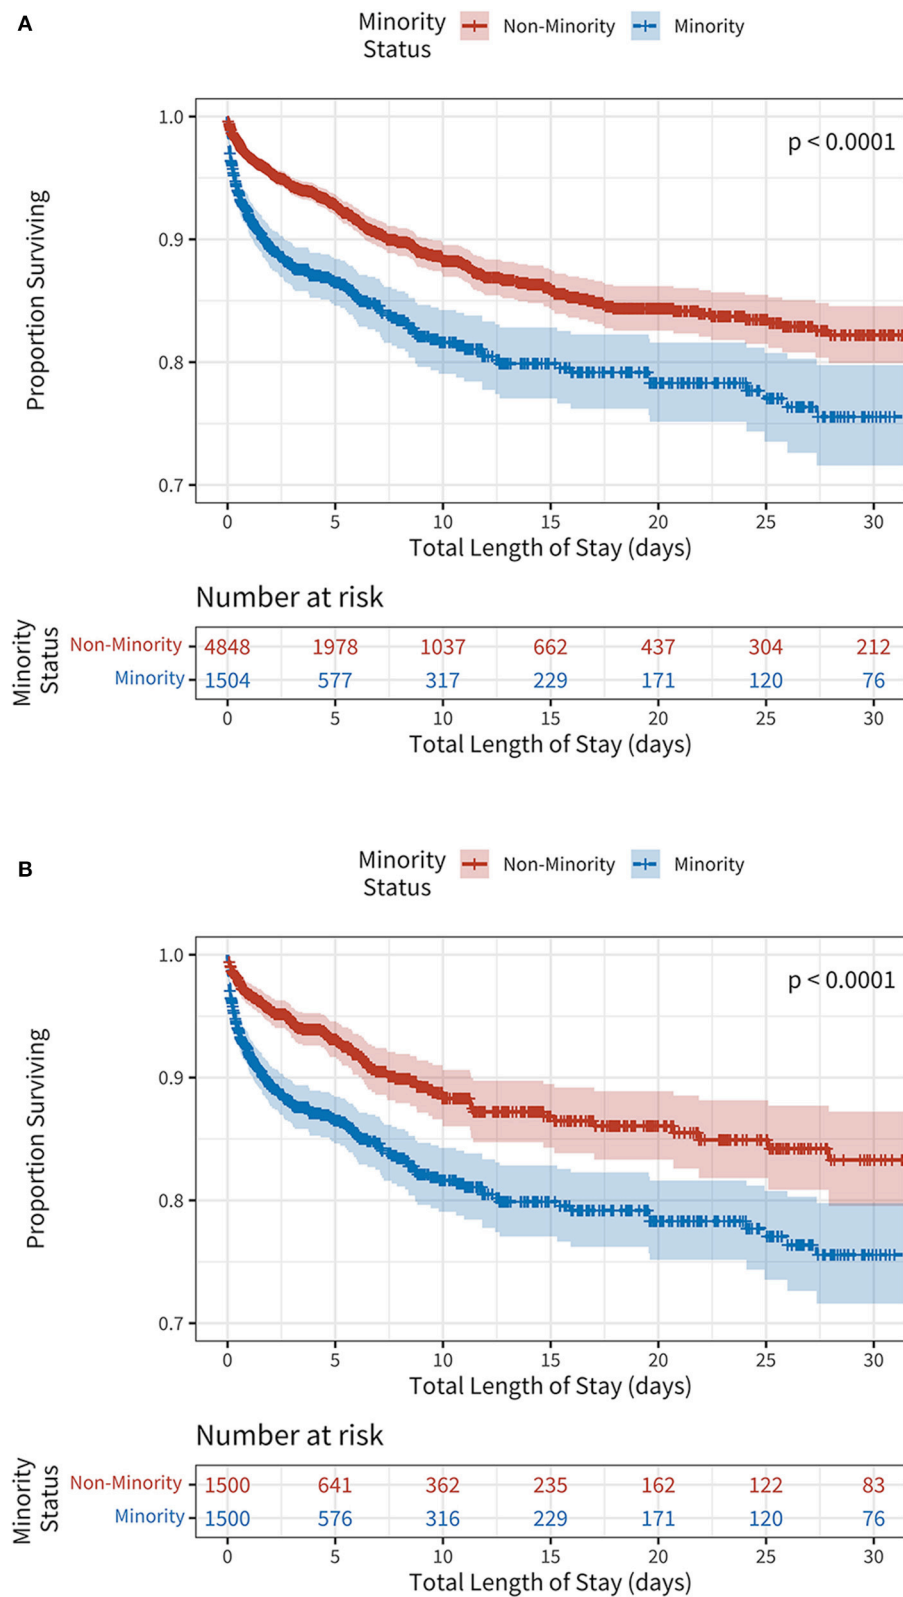 A
Minority
Status
Non-Minority
Minority
1.0
0.9
0.8
0.7
Proportion Surviving
p < 0.0001
0 5 10 15 20 25 30
Total Length of Stay (days)
Number at risk
Minority
Status
Non-Minority 4848 1978 1037 662 437 304 212
Minority 1504 577 317 229 171 120 76
0 5 10 15 20 25 30
Total Length of Stay (days)
B
Minority
Status
Non-Minority
Minority
1.0
0.9
0.8
0.7
Proportion Surviving
p < 0.0001
0 5 10 15 20 25 30
Total Length of Stay (days)
Number at risk
Minority
Status
Non-Minority 1500 641 362 235 162 122 83
Minority 1500 576 316 229 171 120 76
0 5 10 15 20 25 30
Total Length of Stay (days)